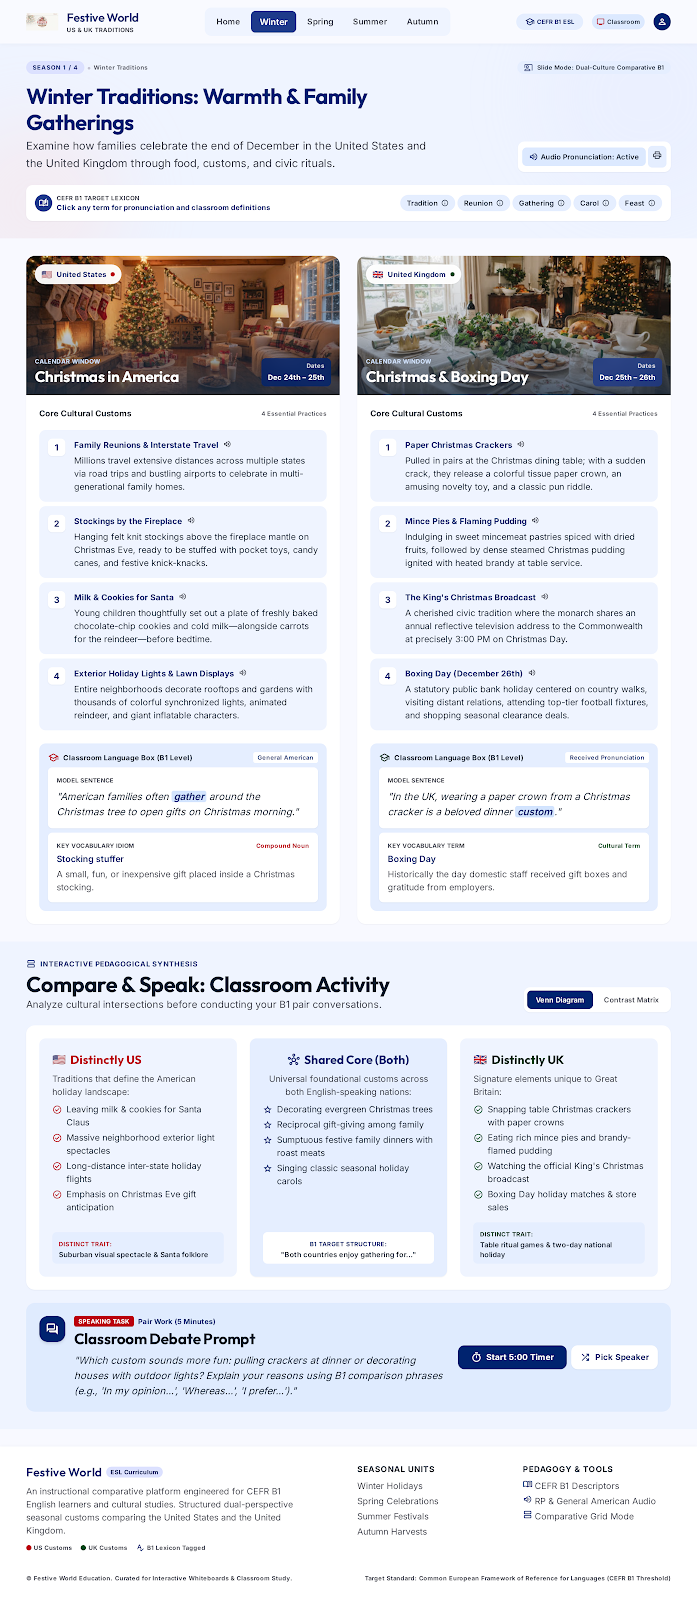 Festive World
US & UK TRADITIONS
Home
Winter
Spring
Summer
Autumn
CEFR B1 ESL
Classroom
SEASON 1 / 4
• Winter Traditions
Slide Mode: Dual-Culture Comparative B1
Winter Traditions: Warmth & Family
Gatherings
Examine how families celebrate the end of December in the United States and
the United Kingdom through food, customs, and civic rituals.
Audio Pronunciation: Active
CEFR B1 TARGET LEXICON
Click any term for pronunciation and classroom definitions
Tradition
Reunion
Gathering
Carol
Feast
United States
CALENDAR WINDOW
Christmas in America
Dates
Dec 24th – 25th
Core Cultural Customs
4 Essential Practices
1
Family Reunions & Interstate Travel
Millions travel extensive distances across multiple states
via road trips and bustling airports to celebrate in multi-
generational family homes.
2
Stockings by the Fireplace
Hanging felt knit stockings above the fireplace mantle on
Christmas Eve, ready to be stuffed with pocket toys, candy
canes, and festive knick-knacks.
3
Milk & Cookies for Santa
Young children thoughtfully set out a plate of freshly baked
chocolate-chip cookies and cold milk—alongside carrots
for the reindeer—before bedtime.
4
Exterior Holiday Lights & Lawn Displays
Entire neighborhoods decorate rooftops and gardens with
thousands of colorful synchronized lights, animated
reindeer, and giant inflatable characters.
Classroom Language Box (B1 Level)
General American
MODEL SENTENCE
"American families often gather around the
Christmas tree to open gifts on Christmas morning."
KEY VOCABULARY IDIOM
Compound Noun
Stocking stuffer
A small, fun, or inexpensive gift placed inside a Christmas
stocking.
United Kingdom
CALENDAR WINDOW
Christmas & Boxing Day
Dates
Dec 25th – 26th
Core Cultural Customs
4 Essential Practices
1
Paper Christmas Crackers
Pulled in pairs at the Christmas dining table; with a sudden
crack, they release a colorful tissue paper crown, an
amusing novelty toy, and a classic pun riddle.
2
Mince Pies & Flaming Pudding
Indulging in sweet mincemeat pastries spiced with dried
fruits, followed by dense steamed Christmas pudding
ignited with heated brandy at table service.
3
The King's Christmas Broadcast
A cherished civic tradition where the monarch shares an
annual reflective television address to the Commonwealth
at precisely 3:00 PM on Christmas Day.
4
Boxing Day (December 26th)
A statutory public bank holiday centered on country walks,
visiting distant relations, attending top-tier football fixtures,
and shopping seasonal clearance deals.
Classroom Language Box (B1 Level)
Received Pronunciation
MODEL SENTENCE
"In the UK, wearing a paper crown from a Christmas
cracker is a beloved dinner custom."
KEY VOCABULARY TERM
Cultural Term
Boxing Day
Historically the day domestic staff received gift boxes and
gratitude from employers.
INTERACTIVE PEDAGOGICAL SYNTHESIS
Compare & Speak: Classroom Activity
Analyze cultural intersections before conducting your B1 pair conversations.
Venn Diagram
Contrast Matrix
Distinctly US
Traditions that define the American
holiday landscape:
Leaving milk & cookies for Santa
Claus
Massive neighborhood exterior light
spectacles
Long-distance inter-state holiday
flights
Emphasis on Christmas Eve gift
anticipation
DISTINCT TRAIT:
Suburban visual spectacle & Santa folklore
Shared Core (Both)
Universal foundational customs across
both English-speaking nations:
Decorating evergreen Christmas trees
Reciprocal gift-giving among family
Sumptuous festive family dinners with
roast meats
Singing classic seasonal holiday
carols
B1 TARGET STRUCTURE:
"Both countries enjoy gathering for..."
Distinctly UK
Signature elements unique to Great
Britain:
Snapping table Christmas crackers
with paper crowns
Eating rich mince pies and brandy-
flamed pudding
Watching the official King's Christmas
broadcast
Boxing Day holiday matches & store
sales
DISTINCT TRAIT:
Table ritual games & two-day national
holiday
SPEAKING TASK
Pair Work (5 Minutes)
Classroom Debate Prompt
"Which custom sounds more fun: pulling crackers at dinner or decorating
houses with outdoor lights? Explain your reasons using B1 comparison phrases
(e.g., 'In my opinion...', 'Whereas...', 'I prefer...')."
Start 5:00 Timer
Pick Speaker
Festive World
ESL Curriculum
An instructional comparative platform engineered for CEFR B1
English learners and cultural studies. Structured dual-perspective
seasonal customs comparing the United States and the United
Kingdom.
US Customs
UK Customs
B1 Lexicon Tagged
SEASONAL UNITS
Winter Holidays
Spring Celebrations
Summer Festivals
Autumn Harvests
PEDAGOGY & TOOLS
CEFR B1 Descriptors
RP & General American Audio
Comparative Grid Mode
© Festive World Education. Curated for Interactive Whiteboards & Classroom Study.
Target Standard: Common European Framework of Reference for Languages (CEFR B1 Threshold)